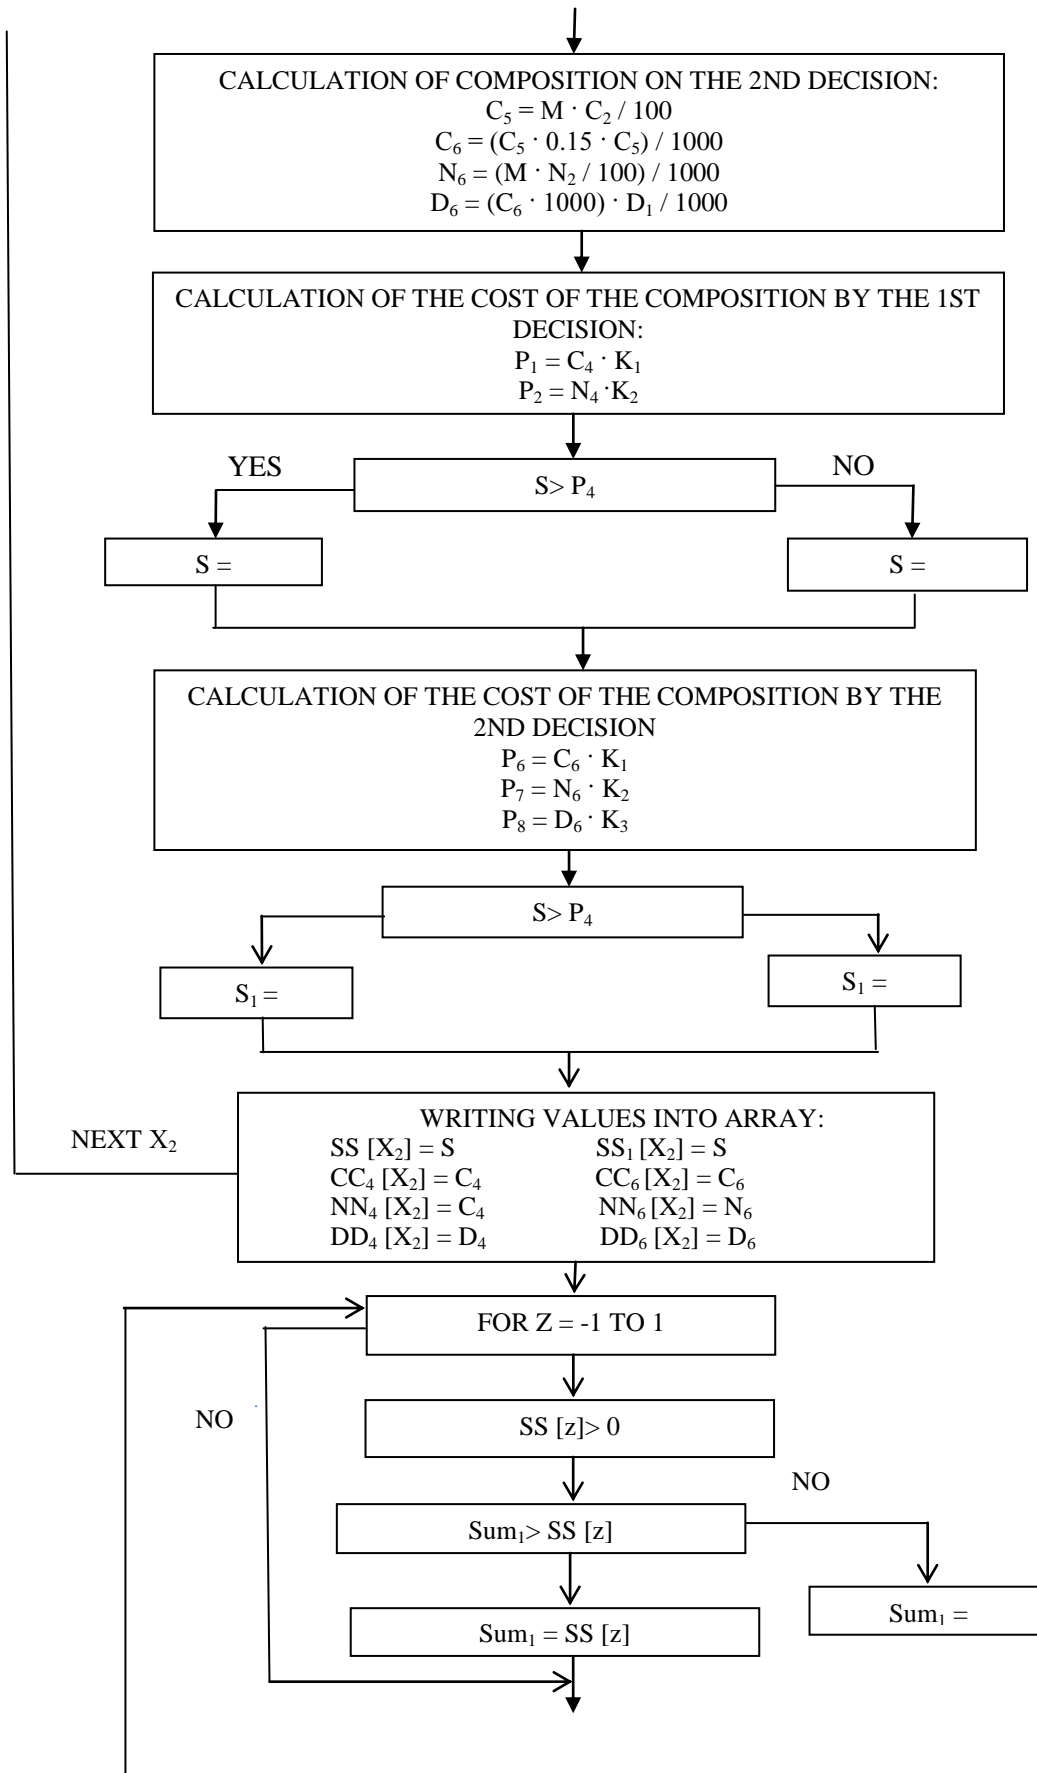 CALCULATION OF COMPOSITION ON THE 2ND DECISION:
C₅ = M · C₂ / 100
C₆ = (C₅ · 0.15 · C₅) / 1000
N₆ = (M · N₂ / 100) / 1000
D₆ = (C₆ · 1000) · D₁ / 1000
CALCULATION OF THE COST OF THE COMPOSITION BY THE 1ST
DECISION:
P₁ = C₄ · K₁
P₂ = N₄ ·K₂
YES
S> P₄
NO
S =
S =
CALCULATION OF THE COST OF THE COMPOSITION BY THE
2ND DECISION
P₆ = C₆ · K₁
P₇ = N₆ · K₂
P₈ = D₆ · K₃
S> P₄
S₁ =
S₁ =
WRITING VALUES INTO ARRAY:
NEXT X₂
SS [X₂] = S SS₁ [X₂] = S
CC₄ [X₂] = C₄ CC₆ [X₂] = C₆
NN₄ [X₂] = C₄ NN₆ [X₂] = N₆
DD₄ [X₂] = D₄ DD₆ [X₂] = D₆
FOR Z = -1 TO 1
NO
SS [z]> 0
NO
Sum₁> SS [z]
Sum₁ =
Sum₁ = SS [z]